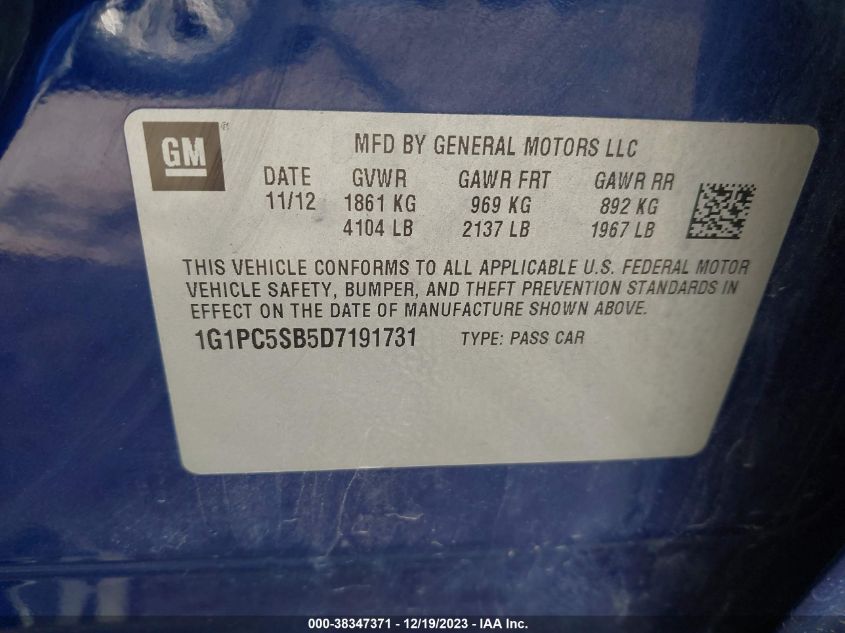 GM®
MFD BY GENERAL MOTORS LLC
DATE GVWR GAWR FRT GAWR RR
11/12 1861 KG 969 KG 892 KG
4104 LB 2137 LB 1967 LB
THIS VEHICLE CONFORMS TO ALL APPLICABLE U.S. FEDERAL MOTOR
VEHICLE SAFETY, BUMPER, AND THEFT PREVENTION STANDARDS IN
EFFECT ON THE DATE OF MANUFACTURE SHOWN ABOVE.
1G1PC5SB5D7191731 TYPE: PASS CAR
000-38347371 - 12/19/2023 - IAA Inc.